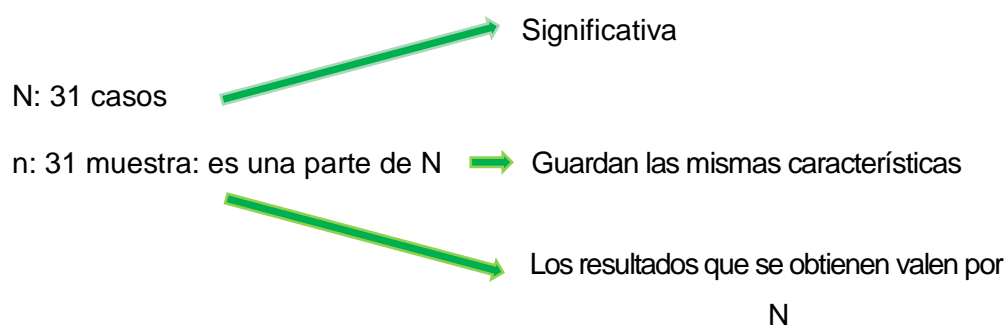 Significativa
N: 31 casos
n: 31 muestra: es una parte de N
Guardan las mismas características
Los resultados que se obtienen valen por
N